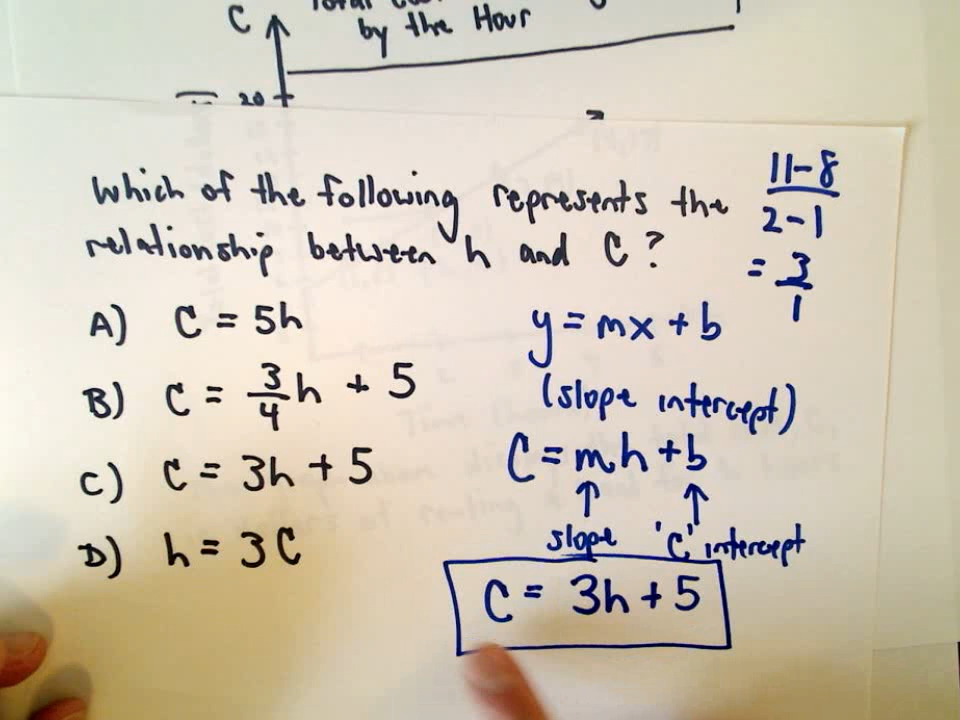 C
by the Hour
20
Which of the following represents the
relationship between h and C?
A) C = 5h
B) C = 3/4 h + 5
C) C = 3h + 5
D) h = 3C
11-8
2-1
= 3
1
y = mx + b
(slope intercept)
C = mh + b
↑ ↑
slope 'C' intercept
C = 3h + 5